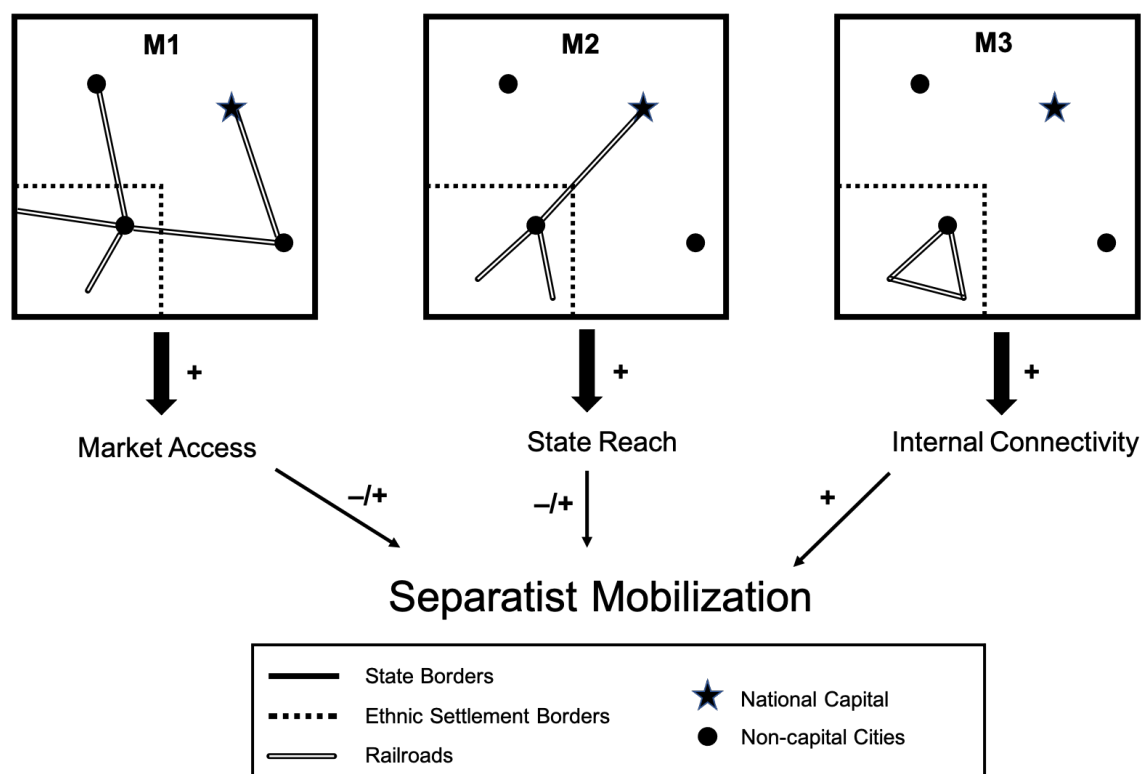 M1
M2
M3
+
+
+
Market Access
State Reach
Internal Connectivity
–/+
–/+
+
Separatist Mobilization
State Borders
Ethnic Settlement Borders
Railroads
National Capital
Non-capital Cities